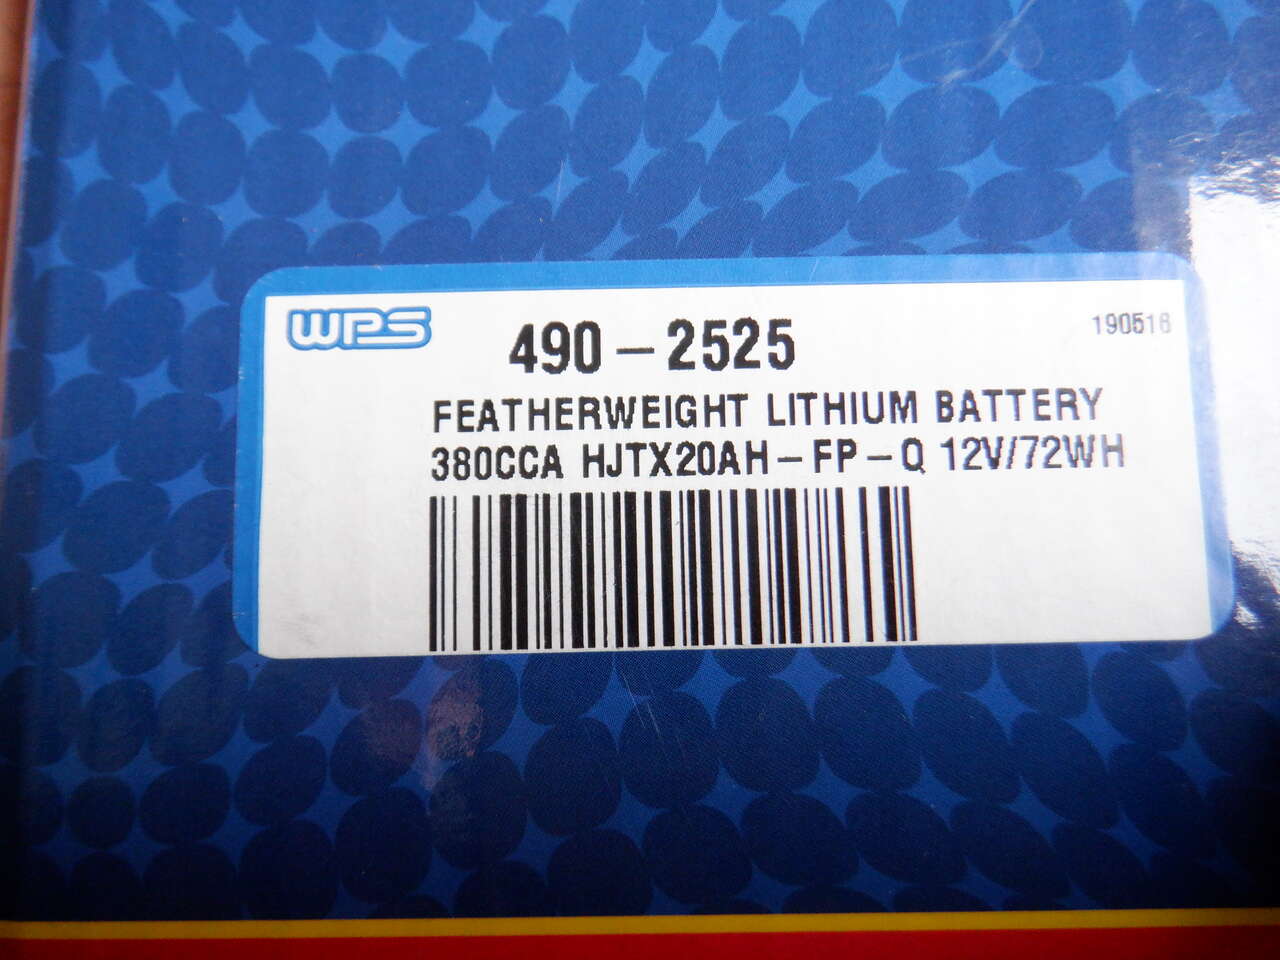 WPS
490-2525
190516
FEATHERWEIGHT LITHIUM BATTERY
380CCA HJTX20AH-FP-Q 12V/72WH